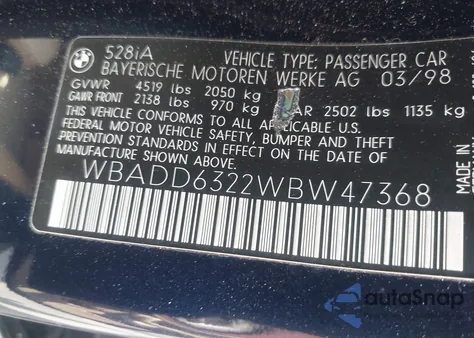 528iA VEHICLE TYPE: PASSENGER CAR
BAYERISCHE MOTOREN WERKE AG 03/98
GVWR 4519 lbs 2050 kg
GAWR FRONT 2138 lbs 970 kg AR 2502 lbs 1135 kg
THIS VEHICLE CONFORMS TO ALL APPLICABLE U.S.
FEDERAL MOTOR VEHICLE SAFETY, BUMPER AND THEFT
PREVENTION STANDARDS IN EFFECT ON THE DATE OF
MANUFACTURE SHOWN ABOVE.
WBADD6322WBW47368
MADE IN
autoSnap